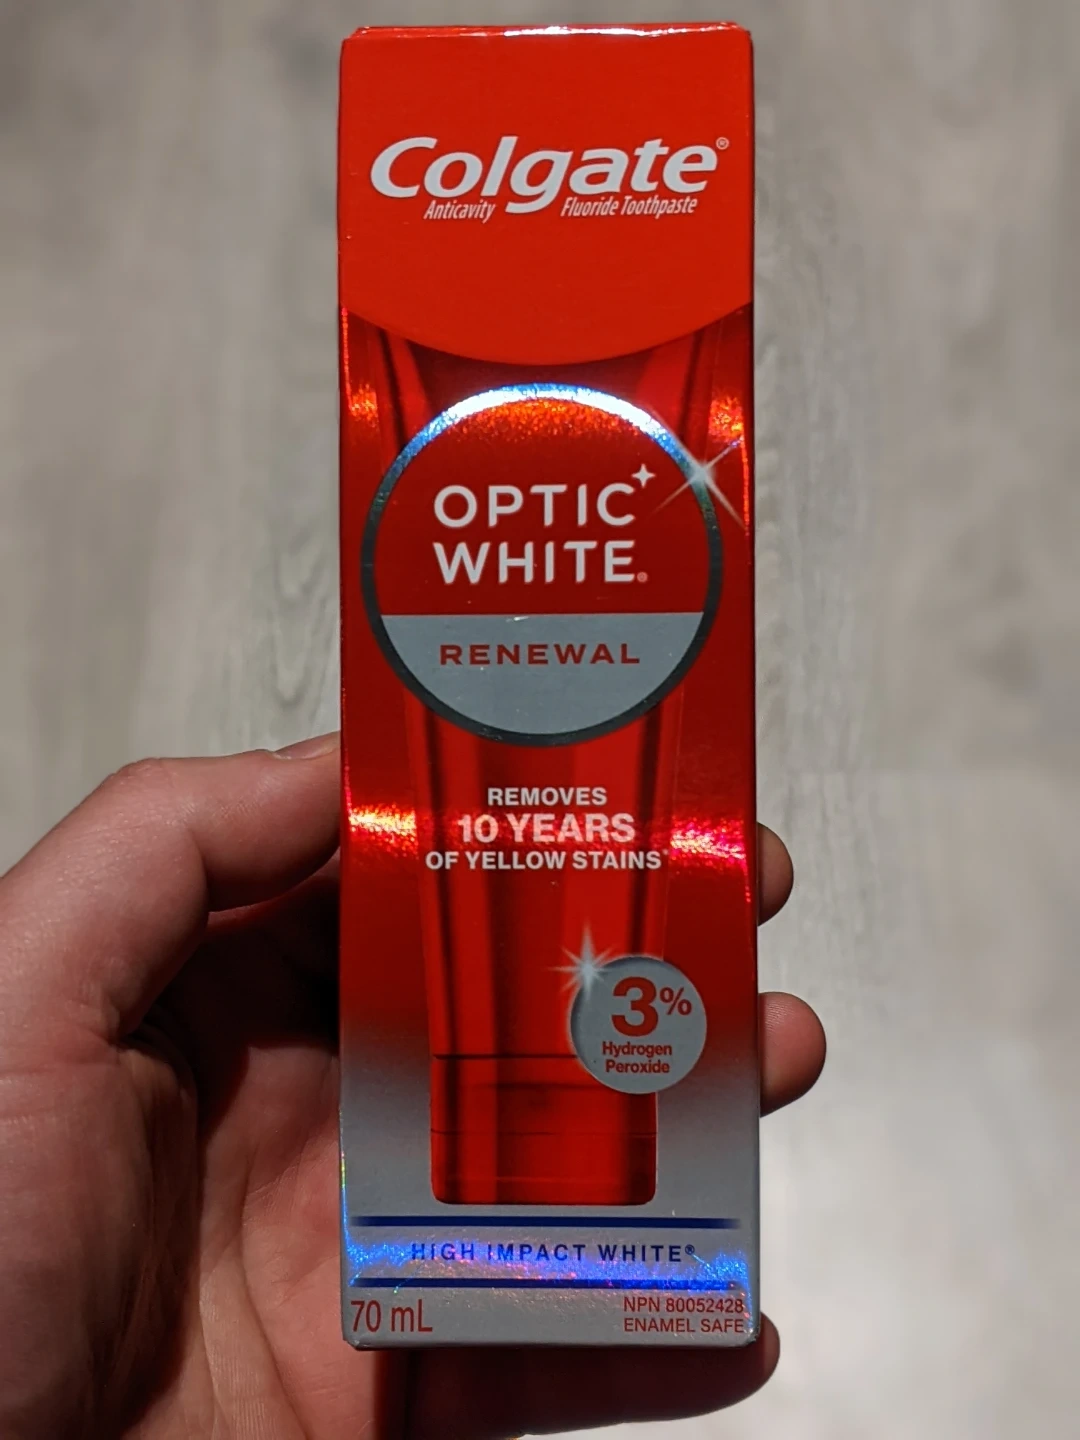 Colgate®
Anticavity Fluoride Toothpaste
OPTIC
WHITE®
RENEWAL
REMOVES
10 YEARS
OF YELLOW STAINS*
3%
Hydrogen
Peroxide
HIGH IMPACT WHITE®
70 mL
NPN 80052428
ENAMEL SAFE